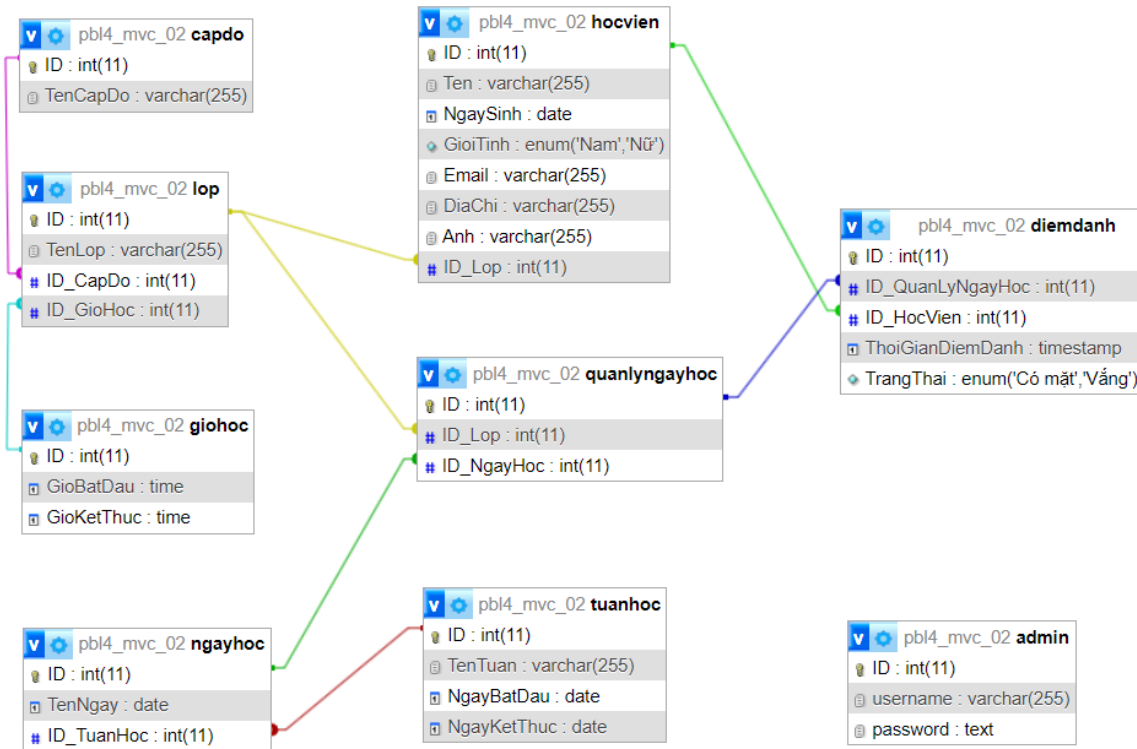 pbl4_mvc_02 capdo
ID : int(11)
TenCapDo : varchar(255)
pbl4_mvc_02 lop
ID : int(11)
TenLop : varchar(255)
ID_CapDo : int(11)
ID_GioHoc : int(11)
pbl4_mvc_02 giohoc
ID : int(11)
GioBatDau : time
GioKetThuc : time
pbl4_mvc_02 ngayhoc
ID : int(11)
TenNgay : date
ID_TuanHoc : int(11)
pbl4_mvc_02 hocvien
ID : int(11)
Ten : varchar(255)
NgaySinh : date
GioiTinh : enum('Nam','Nữ')
Email : varchar(255)
DiaChi : varchar(255)
Anh : varchar(255)
ID_Lop : int(11)
pbl4_mvc_02 quanlyngayhoc
ID : int(11)
ID_Lop : int(11)
ID_NgayHoc : int(11)
pbl4_mvc_02 tuanhoc
ID : int(11)
TenTuan : varchar(255)
NgayBatDau : date
NgayKetThuc : date
pbl4_mvc_02 diemdanh
ID : int(11)
ID_QuanLyNgayHoc : int(11)
ID_HocVien : int(11)
ThoiGianDiemDanh : timestamp
TrangThai : enum('Có mặt','Vắng')
pbl4_mvc_02 admin
ID : int(11)
username : varchar(255)
password : text